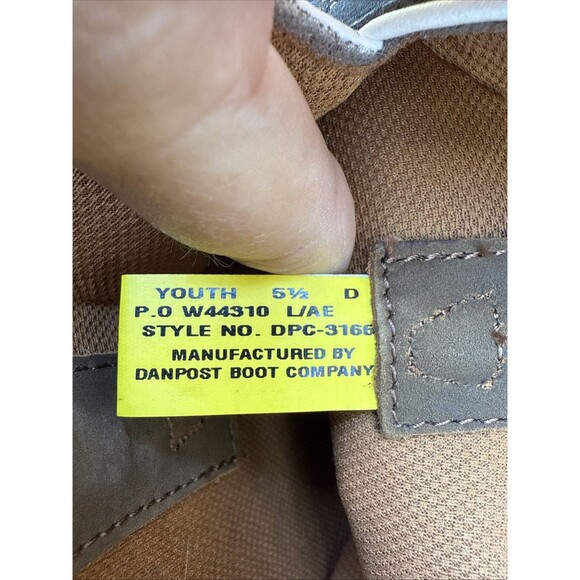 YOUTH 5½ D
P.O W44310 L/AE
STYLE NO. DPC-3166
MANUFACTURED BY
DANPOST BOOT COMPANY